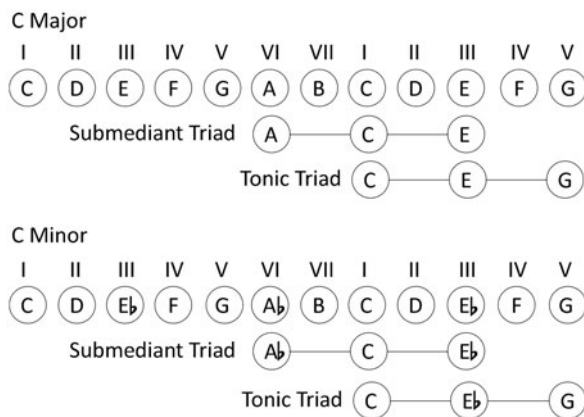 C Major
I II III IV V VI VII I II III IV V
C D E F G A B C D E F G
Submediant Triad A C E
Tonic Triad C E G
C Minor
I II III IV V VI VII I II III IV V
C D E♭ F G A♭ B C D E♭ F G
Submediant Triad A♭ C E♭
Tonic Triad C E♭ G